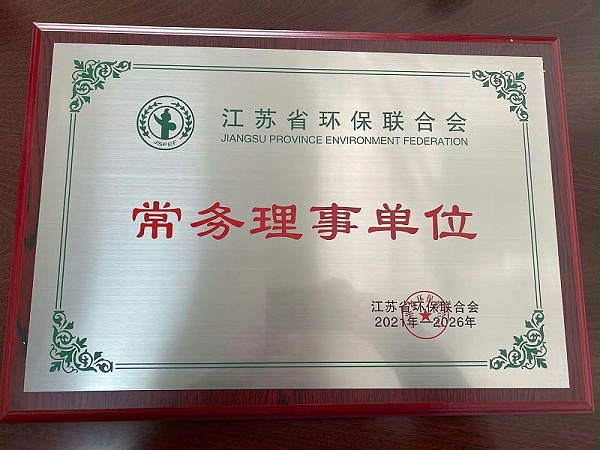 江苏省环保联合会
JIANGSU PROVINCE ENVIRONMENT FEDERATION
JSPEF
常务理事单位
江苏省环保联合会
2021年—2026年